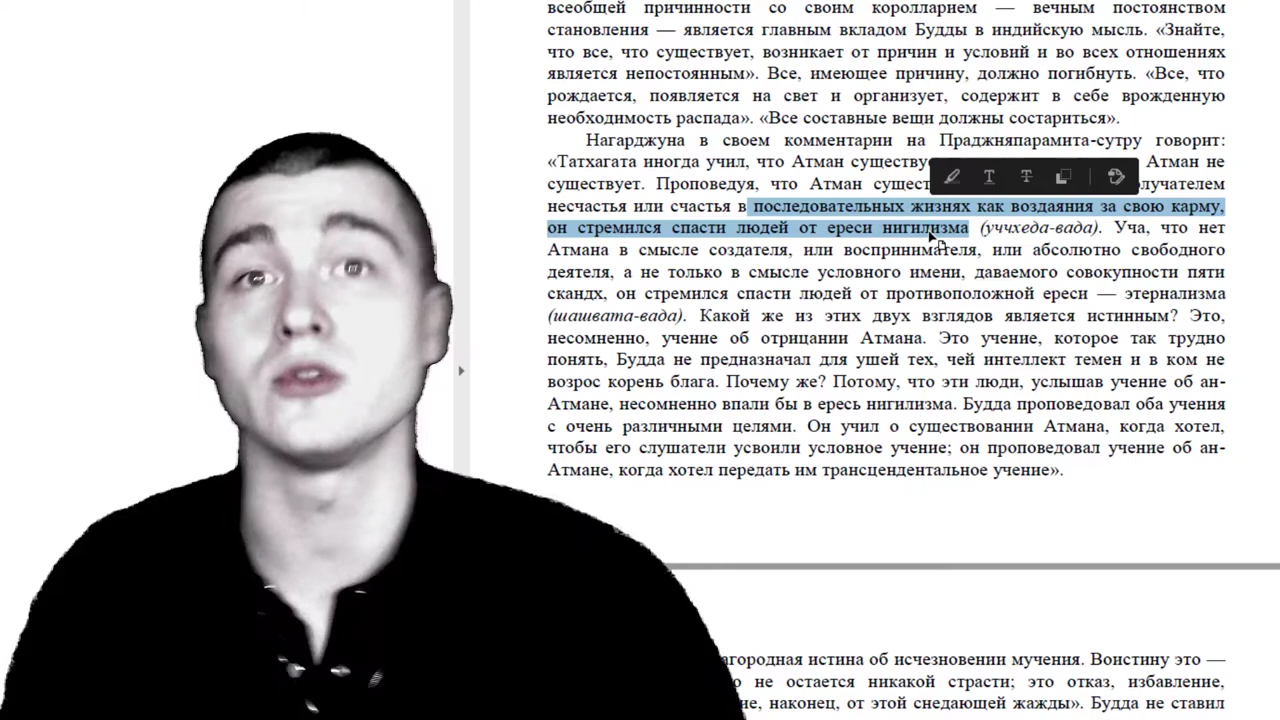 всеобщей причинности со своим королларием — вечным постоянством
становления — является главным вкладом Будды в индийскую мысль. «Знайте,
что все, что существует, возникает от причин и условий и во всех отношениях
является непостоянным». Все, имеющее причину, должно погибнуть. «Все, что
рождается, появляется на свет и организует, содержит в себе врожденную
необходимость распада». «Все составные вещи должны состариться».
Нагарджуна в своем комментарии на Праджняпарамита-сутру говорит:
«Татхагата иногда учил, что Атман Атман не
существует. Проповедуя, что Атман
несчастья или счастья в последовательных жизнях как воздаяния за свою карму,
он стремился спасти людей от ереси нигилизма (уччхеда-вада). Уча, что нет
Атмана в смысле создателя, или воспринимателя, или абсолютно свободного
деятеля, а не только в смысле условного имени, даваемого совокупности пяти
скандх, он стремился спасти людей от противоположной ереси — этернализма
(шашвата-вада). Какой же из этих двух взглядов является истинным? Это,
несомненно, учение об отрицании Атмана. Это учение, которое так трудно
понять, Будда не предназначал для ушей тех, чей интеллект темен и в ком не
возрос корень блага. Почему же? Потому, что эти люди, услышав учение об ан-
Атмане, несомненно впали бы в ересь нигилизма. Будда проповедовал оба учения
с очень различными целями. Он учил о существовании Атмана, когда хотел,
чтобы его слушатели усвоили условное учение; он проповедовал учение об ан-
Атмане, когда хотел передать им трансцендентальное учение».
истина об исчезновении мучения. Воистину это —
не остается никакой страсти; это отказ, избавление,
наконец, от этой снедающей жажды». Будда не ставил